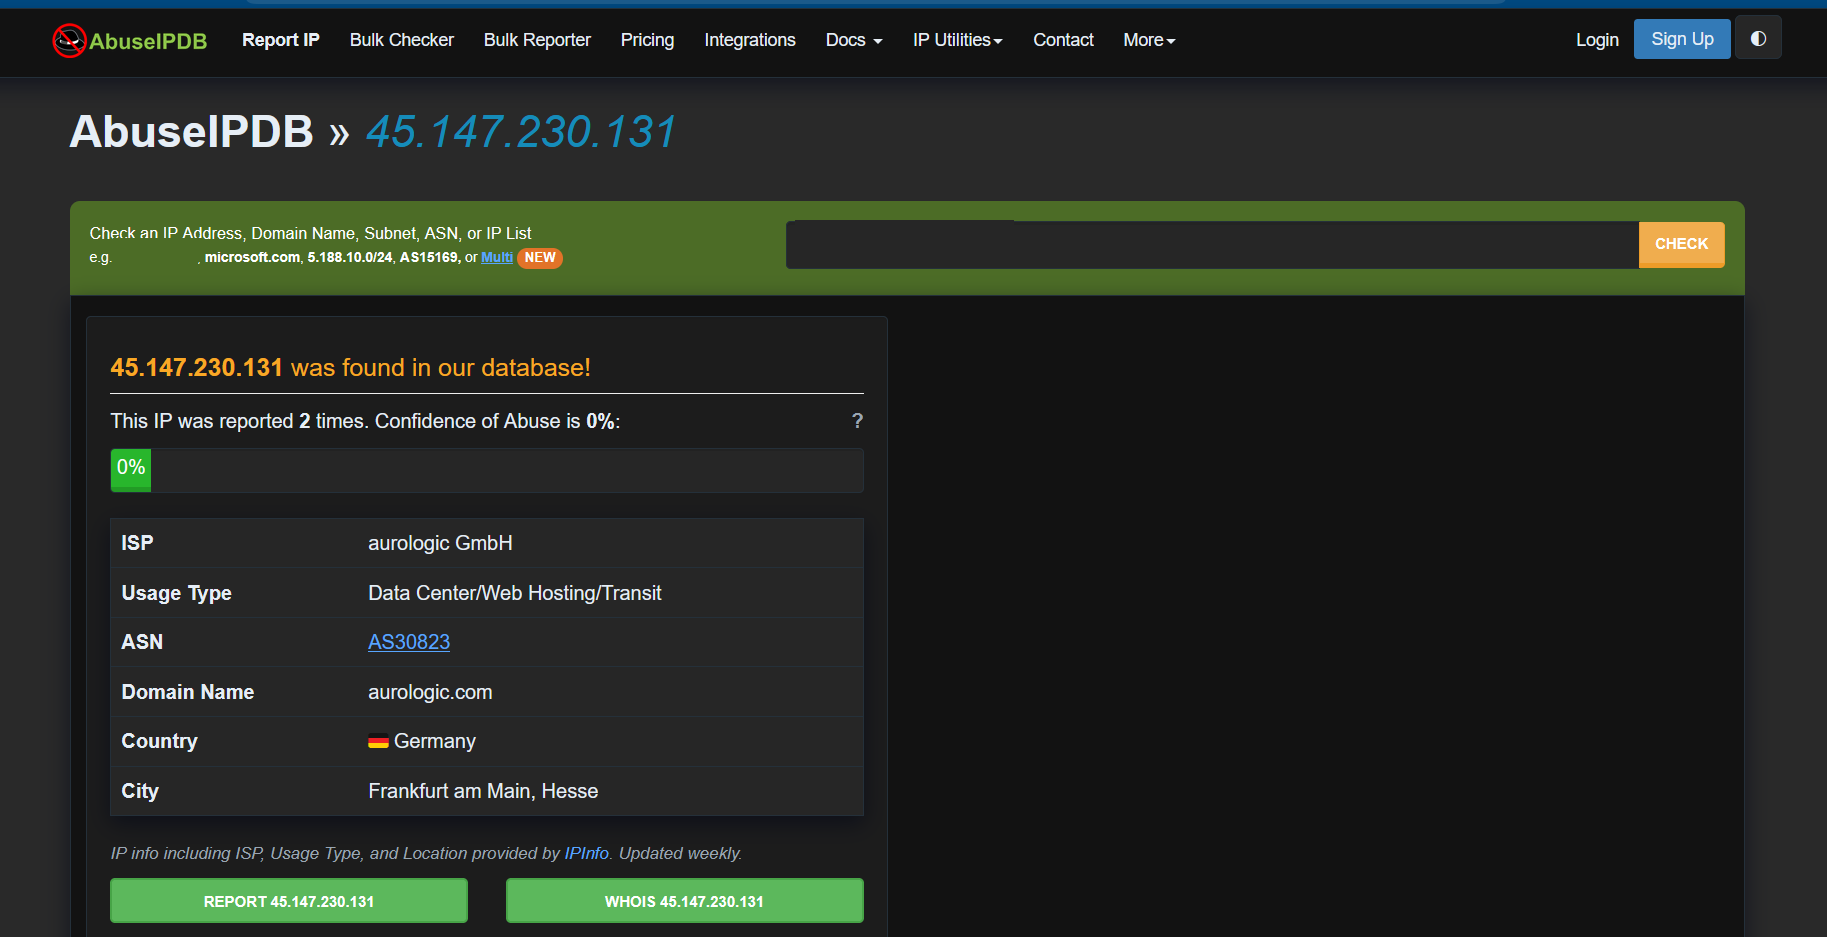 AbuseIPDB Report IP Bulk Checker Bulk Reporter Pricing Integrations Docs IP Utilities Contact More Login Sign Up
AbuseIPDB » 45.147.230.131
Check an IP Address, Domain Name, Subnet, ASN, or IP List
e.g. , microsoft.com, 5.188.10.0/24, AS15169, or Multi NEW
CHECK
45.147.230.131 was found in our database!
This IP was reported 2 times. Confidence of Abuse is 0%: ?
0%
ISP aurologic GmbH
Usage Type Data Center/Web Hosting/Transit
ASN AS30823
Domain Name aurologic.com
Country Germany
City Frankfurt am Main, Hesse
IP info including ISP, Usage Type, and Location provided by IPInfo. Updated weekly.
REPORT 45.147.230.131 WHOIS 45.147.230.131